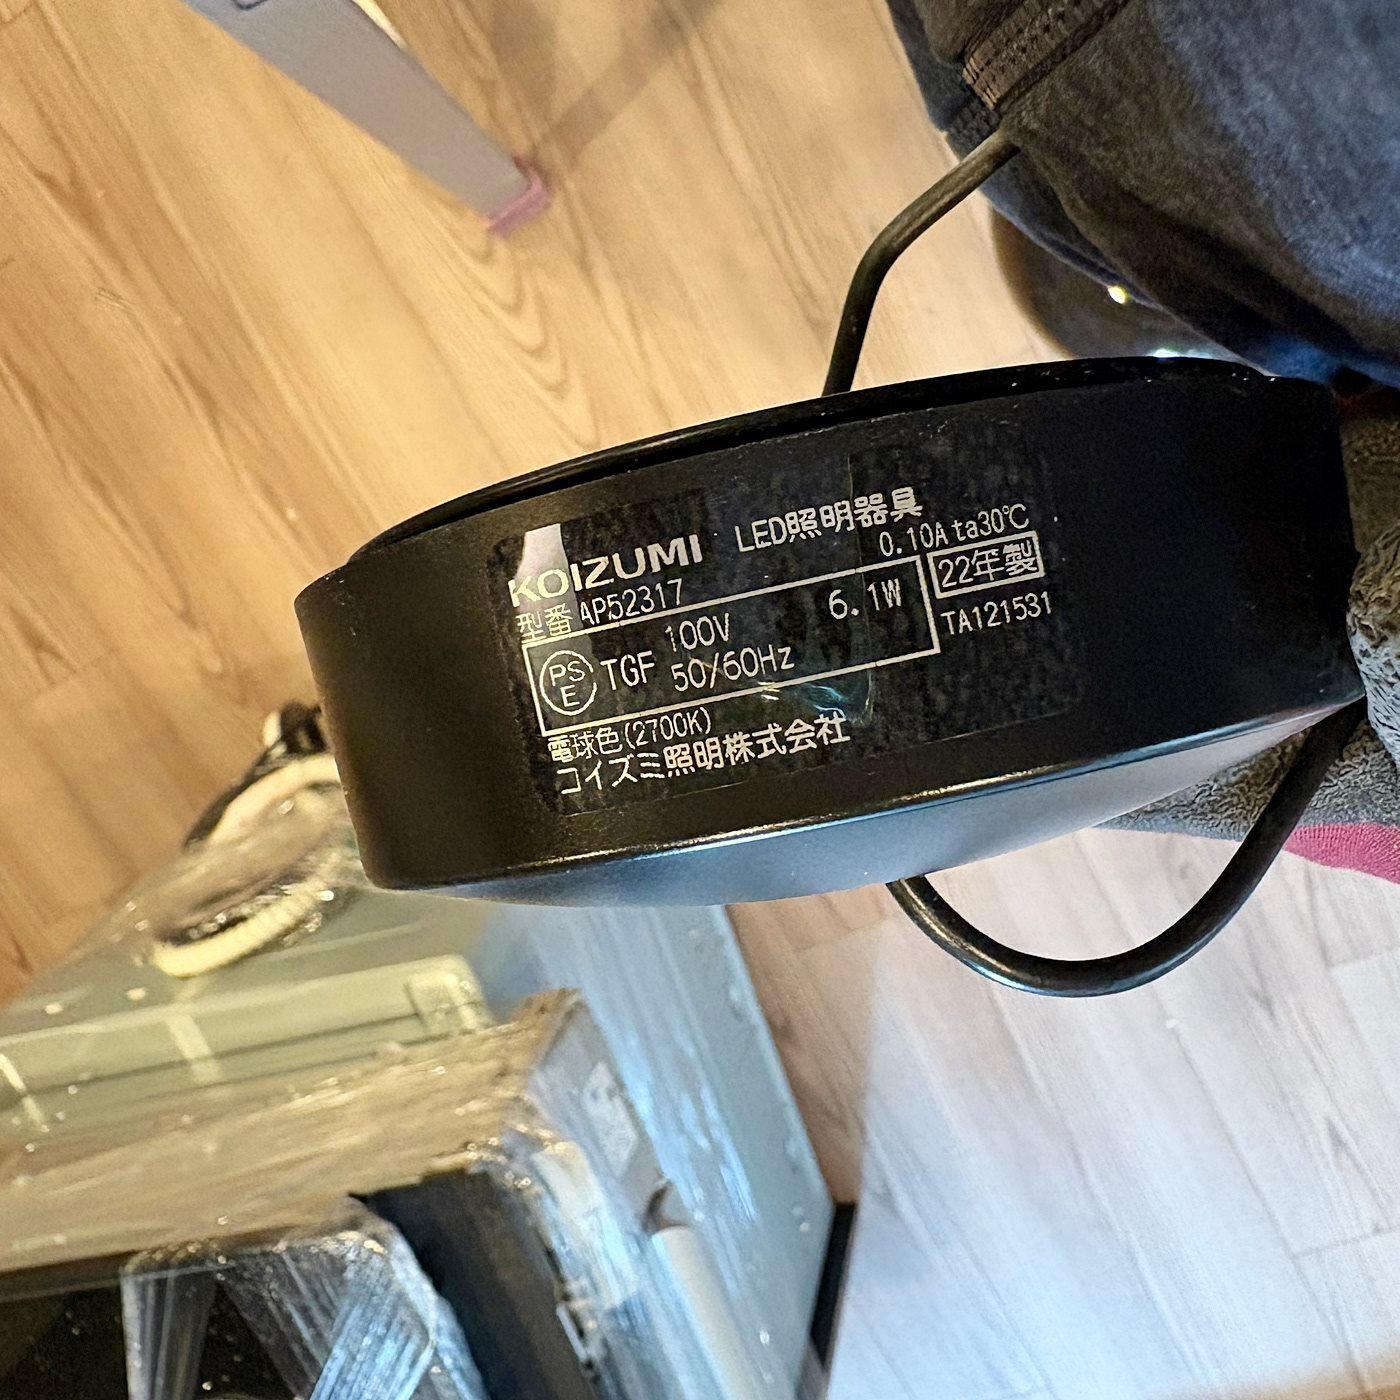 KOIZUMI LED照明器具
型番 AP52317 0.10A ta30℃
PSE TGF 100V 6.1W 22年製
50/60Hz TA121531
電球色(2700K)
コイズミ照明株式会社